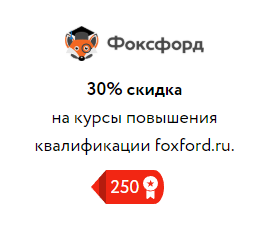 Фоксфорд
30% скидка
на курсы повышения
квалификации foxford.ru.
250